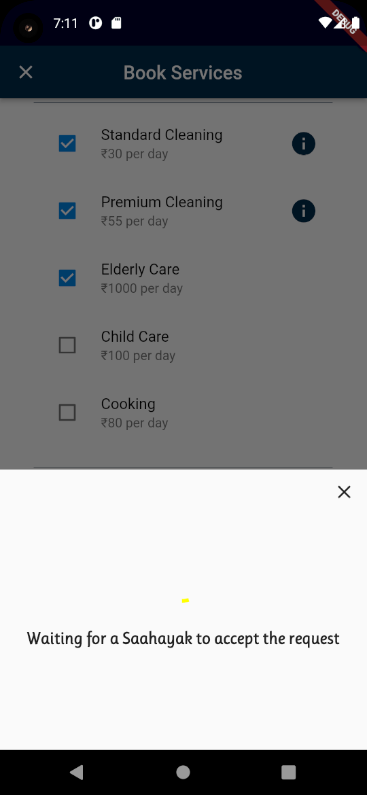 7:11
DEBUG
Book Services
Standard Cleaning
₹30 per day
Premium Cleaning
₹55 per day
Elderly Care
₹1000 per day
Child Care
₹100 per day
Cooking
₹80 per day
Waiting for a Saahayak to accept the request